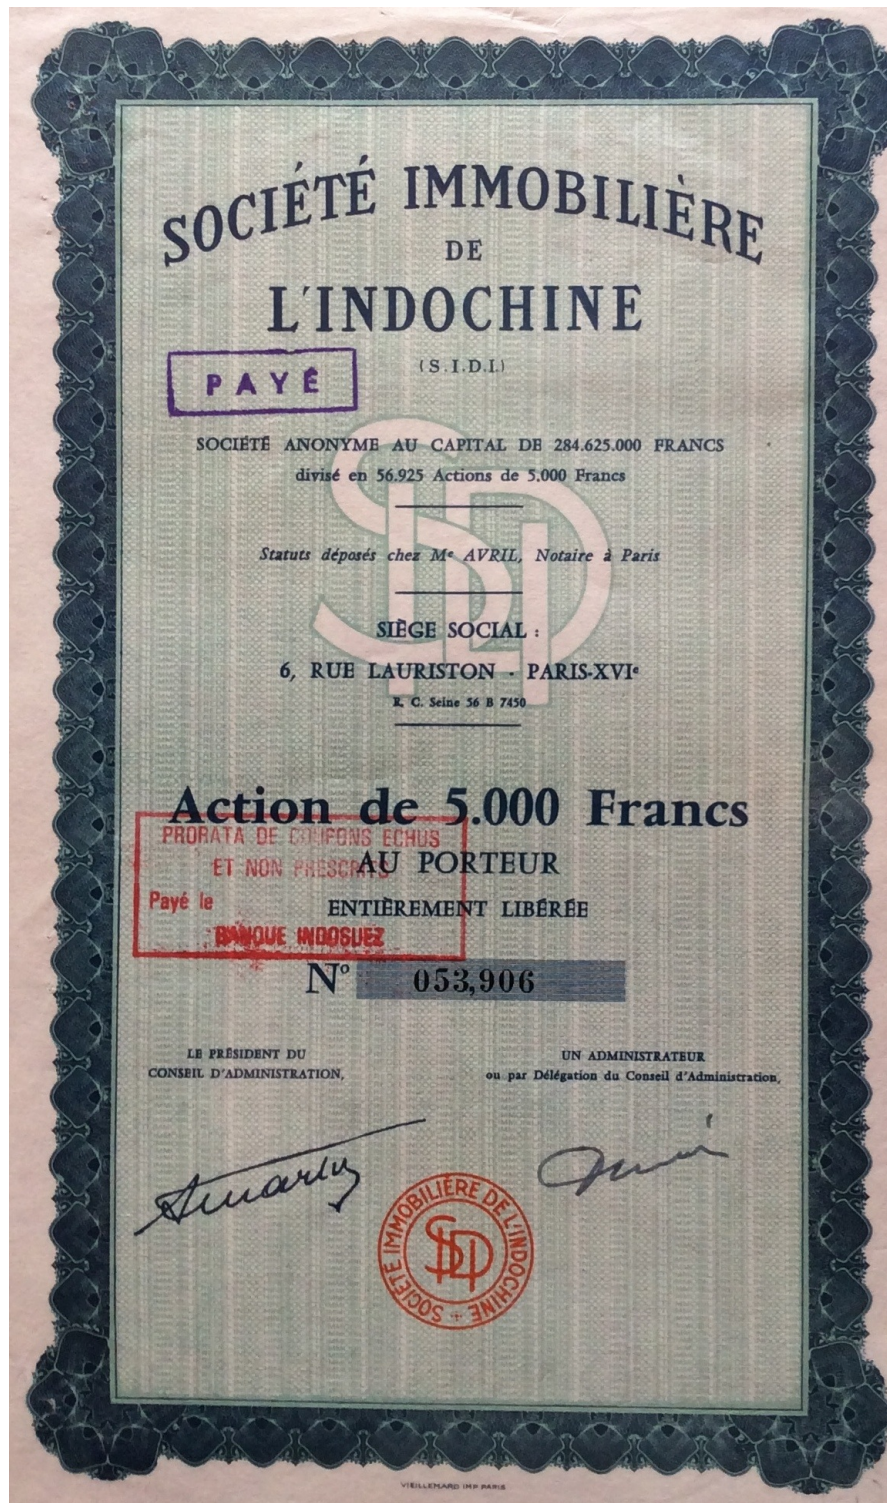 SOCIÉTÉ IMMOBILIÈRE
DE
L'INDOCHINE
(S.I.D.I.)
PAYÉ
SOCIÉTÉ ANONYME AU CAPITAL DE 284.625.000 FRANCS
divisé en 56.925 Actions de 5.000 Francs
Statuts déposés chez Me AVRIL, Notaire à Paris
SIÈGE SOCIAL :
6, RUE LAURISTON - PARIS-XVIe
R. C. Seine 56 B 7450
Action de 5.000 Francs
PRORATA DE COUPONS ECHUS
ET NON PRESCRITS
AU PORTEUR
Payé le
ENTIÈREMENT LIBÉRÉE
BANQUE INDOSUEZ
No 053,906
LE PRÉSIDENT DU
CONSEIL D'ADMINISTRATION,
UN ADMINISTRATEUR
ou par Délégation du Conseil d'Administration,
SOCIÉTÉ IMMOBILIÈRE DE L'INDOCHINE
SIDI
VIEILLEMARD IMP PARIS